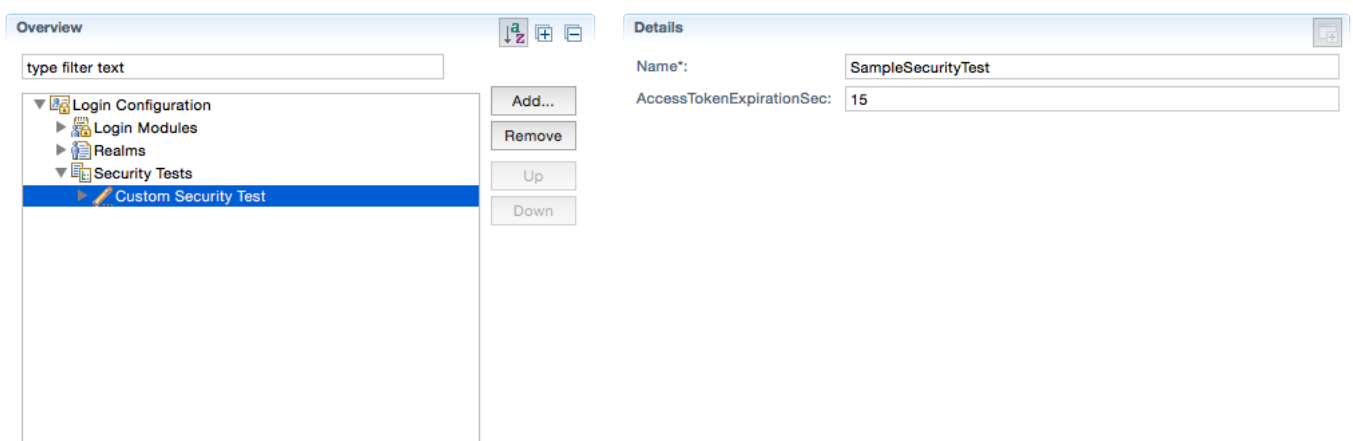 Overview
type filter text
Login Configuration
Login Modules
Realms
Security Tests
Custom Security Test
Add...
Remove
Up
Down
Details
Name*: SampleSecurityTest
AccessTokenExpirationSec: 15